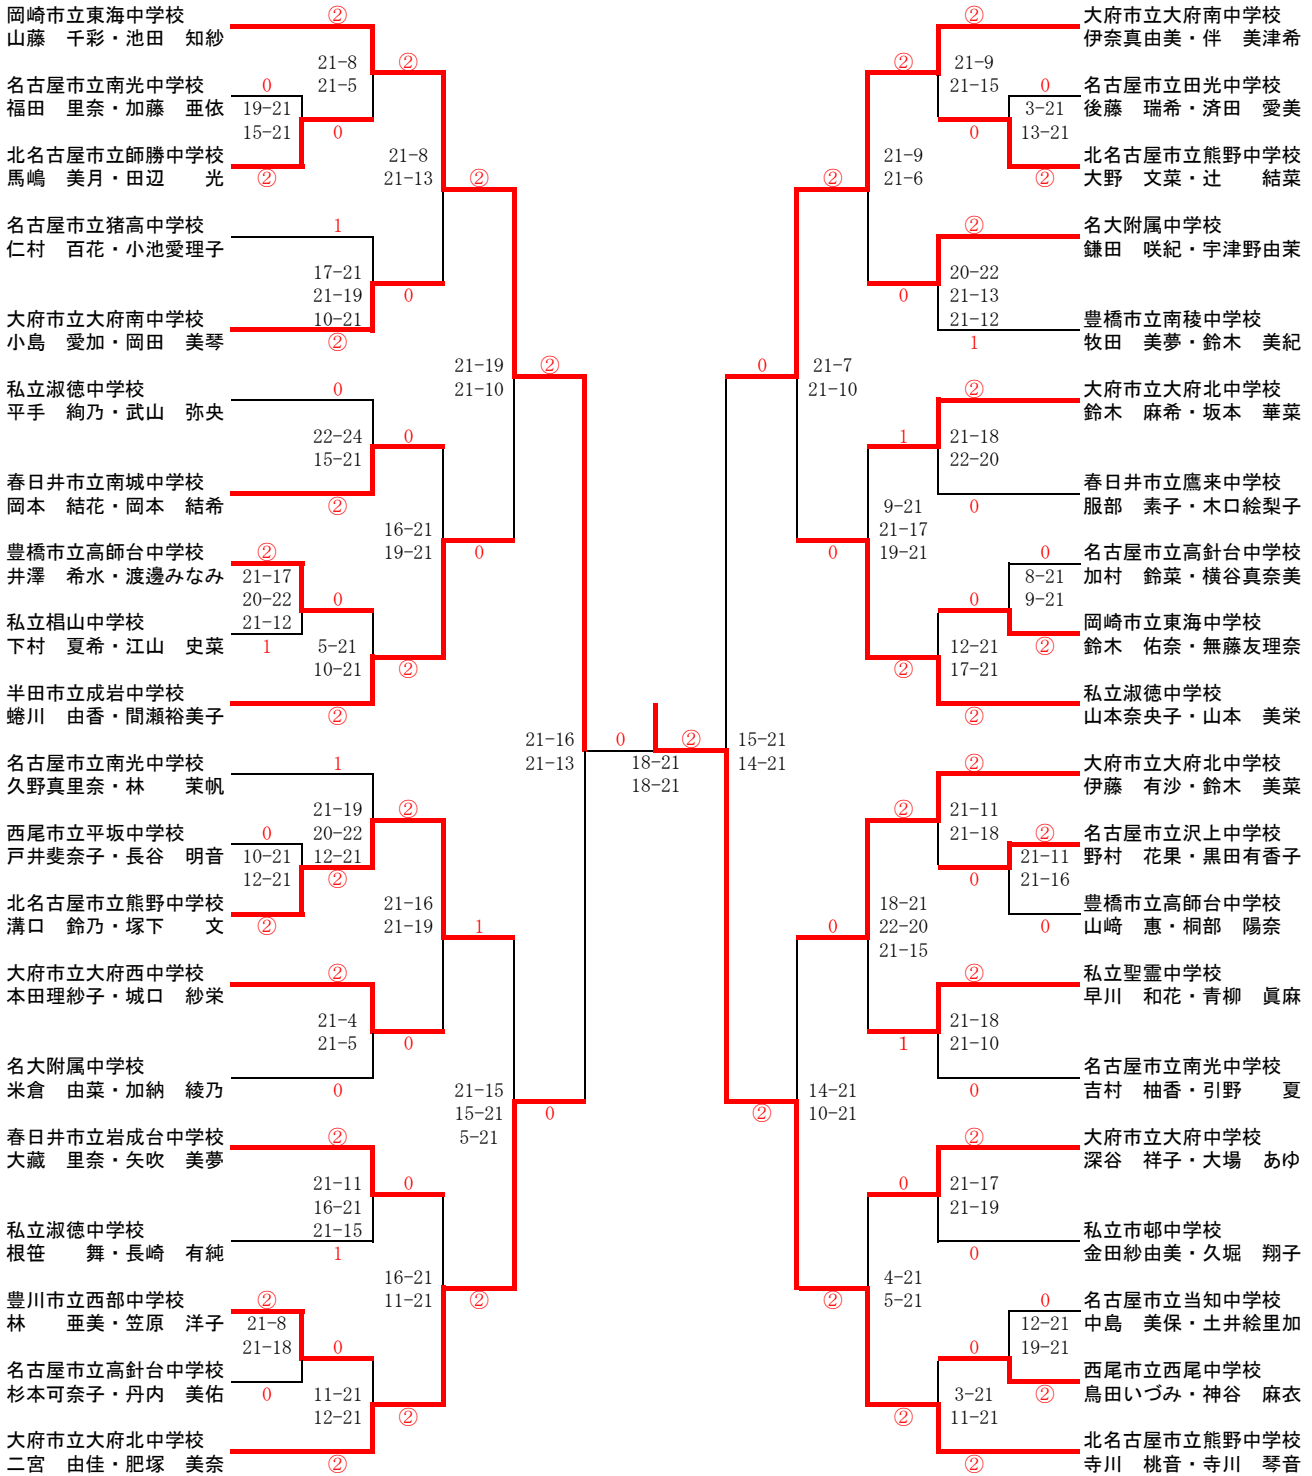 岡崎市立東海中学校
山藤　千彩・池田　知紗
②
21-8
21-5
②
名古屋市立南光中学校
福田　里奈・加藤　亜依
0
19-21
15-21
0
北名古屋市立師勝中学校
馬嶋　美月・田辺　　光
②
21-8
21-13
②
名古屋市立猪高中学校
仁村　百花・小池愛理子
1
17-21
21-19
10-21
0
大府市立大府南中学校
小島　愛加・岡田　美琴
②
21-19
21-10
②
私立淑徳中学校
平手　絢乃・武山　弥央
0
22-24
15-21
0
春日井市立南城中学校
岡本　結花・岡本　結希
②
16-21
19-21
0
豊橋市立高師台中学校
井澤　希水・渡邊みなみ
②
21-17
20-22
21-12
0
私立椙山中学校
下村　夏希・江山　史菜
1
5-21
10-21
②
半田市立成岩中学校
蜷川　由香・間瀬裕美子
②
21-16
21-13
0
18-21
18-21
②
名古屋市立南光中学校
久野真里奈・林　　茉帆
1
21-19
20-22
12-21
②
西尾市立平坂中学校
戸井斐奈子・長谷　明音
0
10-21
12-21
②
北名古屋市立熊野中学校
溝口　鈴乃・塚下　　文
②
21-16
21-19
1
大府市立大府西中学校
本田理紗子・城口　紗栄
②
21-4
21-5
0
名大附属中学校
米倉　由菜・加納　綾乃
0
21-15
15-21
5-21
0
春日井市立岩成台中学校
大藏　里奈・矢吹　美夢
②
21-11
16-21
21-15
0
私立淑徳中学校
根笹　　舞・長崎　有純
1
16-21
11-21
②
豊川市立西部中学校
林　　亜美・笠原　洋子
②
21-8
21-18
0
名古屋市立高針台中学校
杉本可奈子・丹内　美佑
0
11-21
12-21
②
大府市立大府北中学校
二宮　由佳・肥塚　美奈
②
大府市立大府南中学校
伊奈真由美・伴　美津希
②
21-9
21-15
②
名古屋市立田光中学校
後藤　瑞希・済田　愛美
0
3-21
13-21
0
北名古屋市立熊野中学校
大野　文菜・辻　　結菜
②
21-9
21-6
②
名大附属中学校
鎌田　咲紀・宇津野由茉
②
20-22
21-13
21-12
0
豊橋市立南稜中学校
牧田　美夢・鈴木　美紀
1
21-7
21-10
0
大府市立大府北中学校
鈴木　麻希・坂本　華菜
②
21-18
22-20
1
春日井市立鷹来中学校
服部　素子・木口絵梨子
0
9-21
21-17
19-21
0
名古屋市立高針台中学校
加村　鈴菜・横谷真奈美
0
8-21
9-21
0
岡崎市立東海中学校
鈴木　佑奈・無藤友理奈
②
12-21
17-21
②
私立淑徳中学校
山本奈央子・山本　美栄
②
15-21
14-21
大府市立大府北中学校
伊藤　有沙・鈴木　美菜
②
21-11
21-18
②
名古屋市立沢上中学校
野村　花果・黒田有香子
②
21-11
21-16
0
豊橋市立高師台中学校
山﨑　惠・桐部　陽奈
0
18-21
22-20
21-15
0
私立聖霊中学校
早川　和花・青柳　眞麻
②
21-18
21-10
1
名古屋市立南光中学校
吉村　柚香・引野　　夏
0
14-21
10-21
②
大府市立大府中学校
深谷　祥子・大場　あゆ
②
21-17
21-19
0
私立市邨中学校
金田紗由美・久堀　翔子
0
4-21
5-21
②
名古屋市立当知中学校
中島　美保・土井絵里加
0
12-21
19-21
0
西尾市立西尾中学校
鳥田いづみ・神谷　麻衣
②
3-21
11-21
②
北名古屋市立熊野中学校
寺川　桃音・寺川　琴音
②